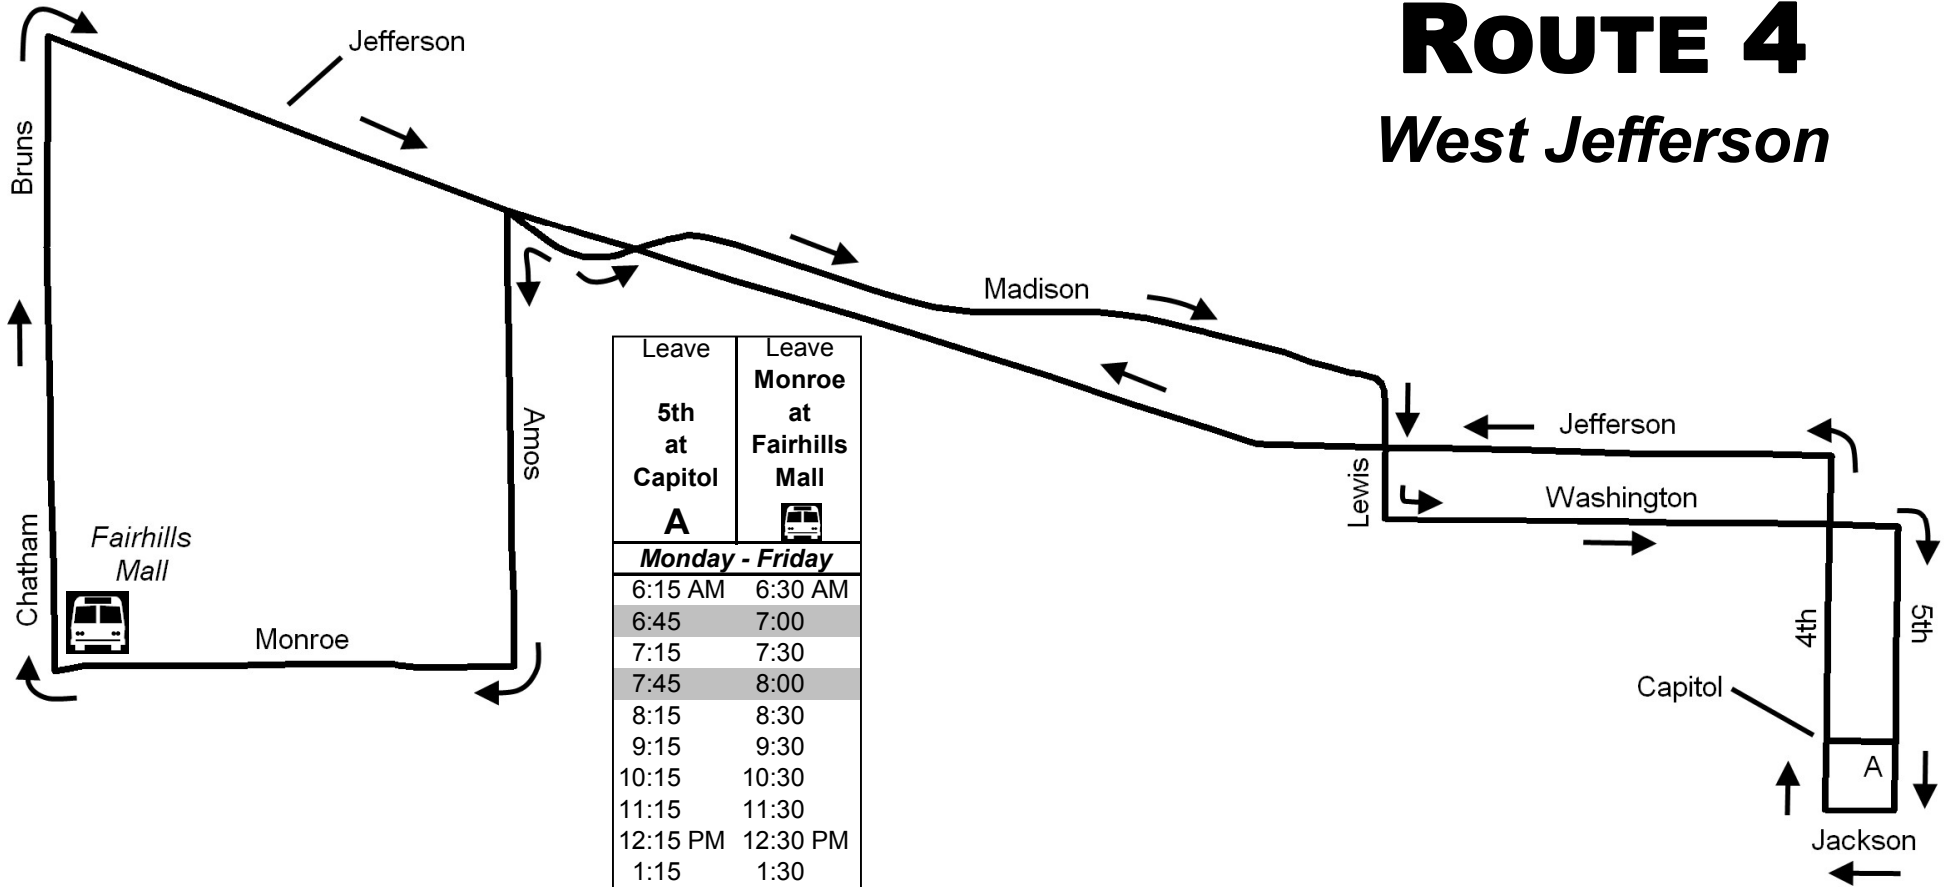 ROUTE 4
West Jefferson
Jefferson
Bruns
Madison
Jefferson
Amos
Lewis
Washington
Chatham
Fairhills
Mall
Monroe
4th
5th
Capitol
A
Jackson
Leave
5th
at
Capitol
A
Leave
Monroe
at
Fairhills
Mall
Monday - Friday
6:15 AM 6:30 AM
6:45 7:00
7:15 7:30
7:45 8:00
8:15 8:30
9:15 9:30
10:15 10:30
11:15 11:30
12:15 PM 12:30 PM
1:15 1:30